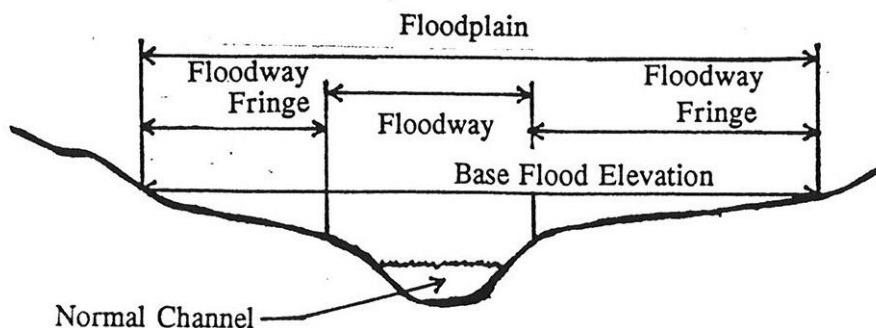 Floodplain
Floodway
Fringe
Floodway
Floodway
Fringe
Base Flood Elevation
Normal Channel